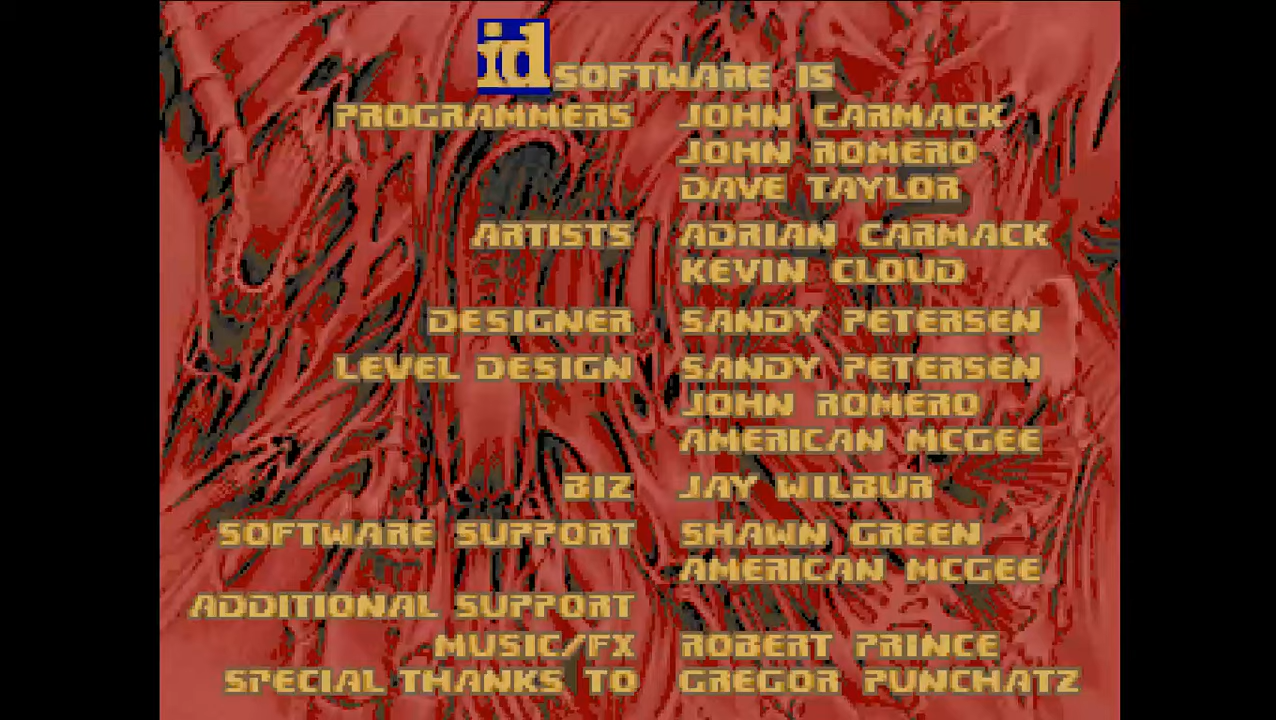 id SOFTWARE IS
PROGRAMMERS JOHN CARMACK
JOHN ROMERO
DAVE TAYLOR
ARTISTS ADRIAN CARMACK
KEVIN CLOUD
DESIGNER SANDY PETERSEN
LEVEL DESIGN SANDY PETERSEN
JOHN ROMERO
AMERICAN MCGEE
BIZ JAY WILBUR
SOFTWARE SUPPORT SHAWN GREEN
AMERICAN MCGEE
ADDITIONAL SUPPORT
MUSIC/FX ROBERT PRINCE
SPECIAL THANKS TO GREGOR PUNCHATZ